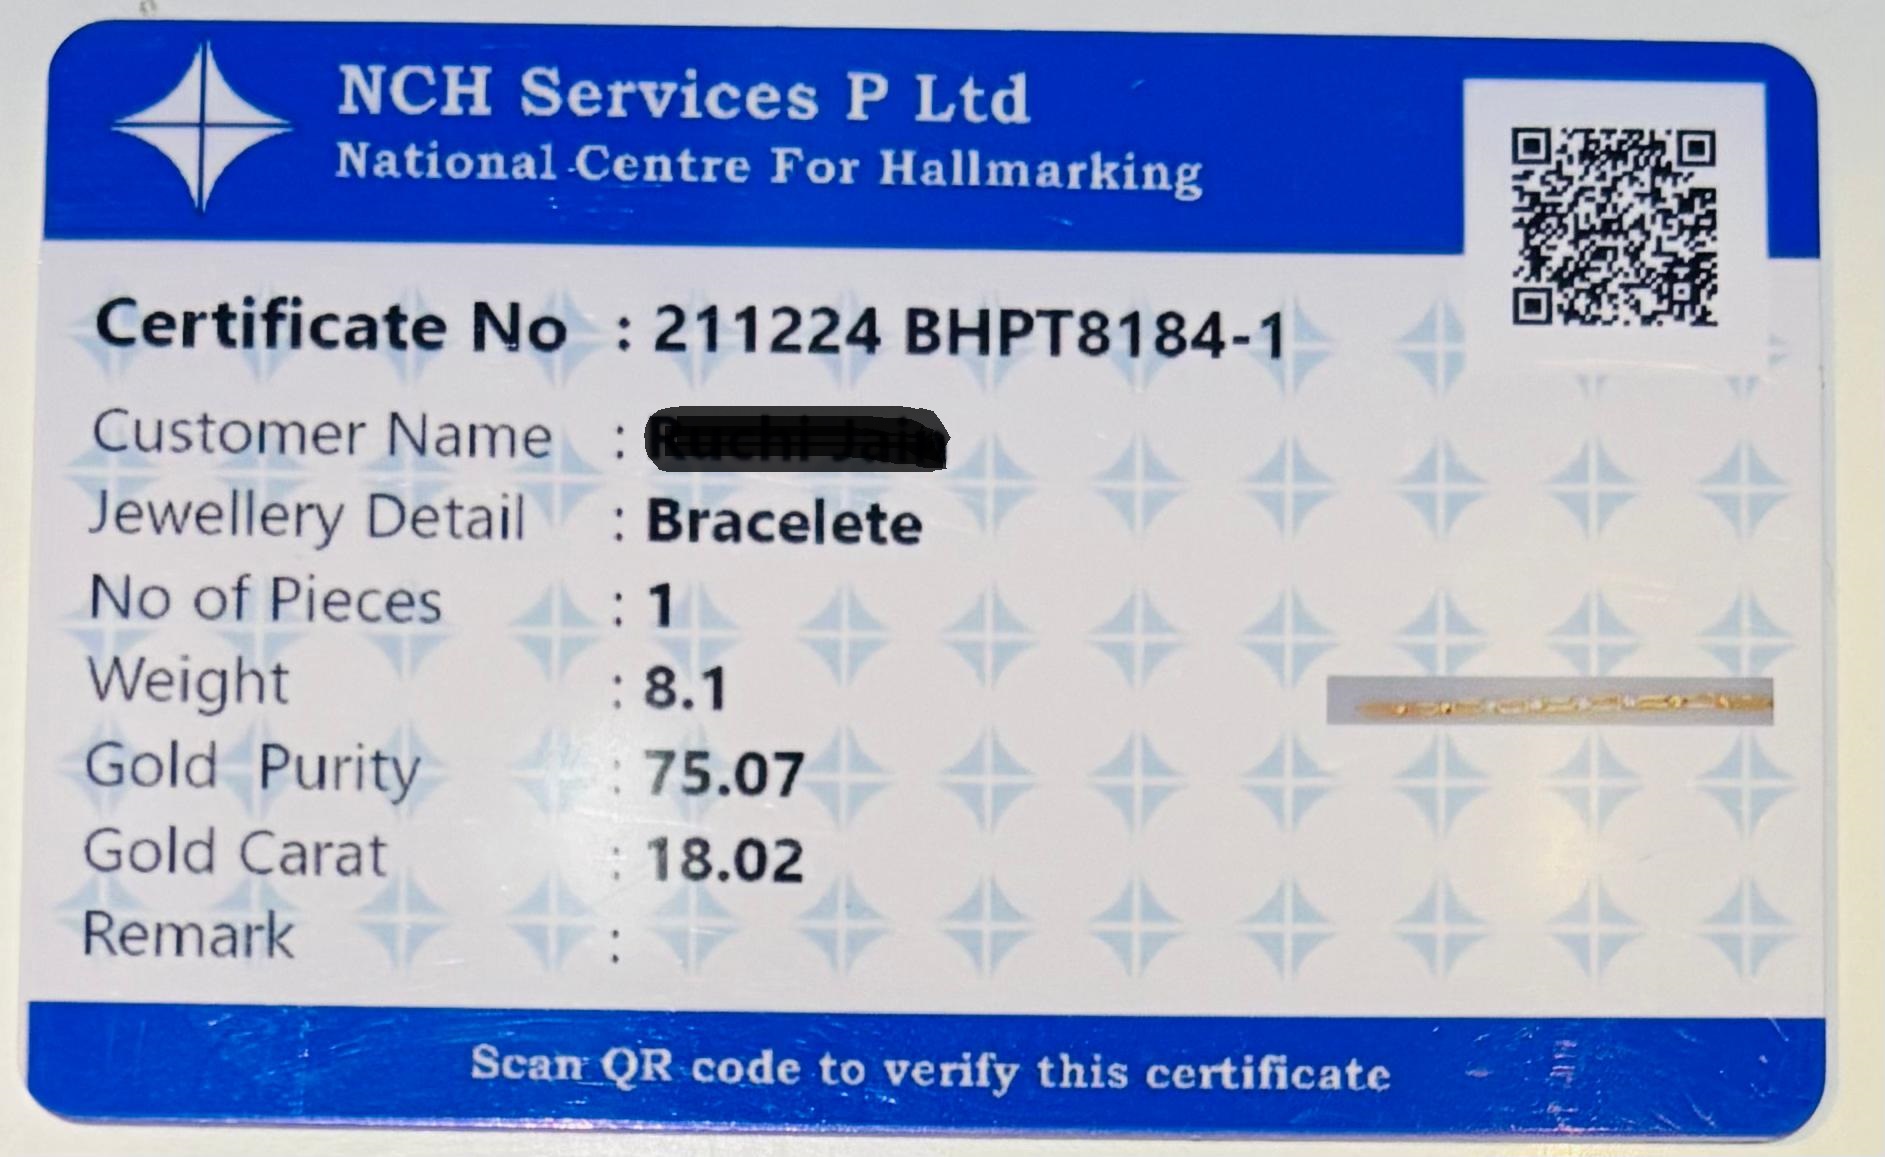 NCH Services P Ltd
National Centre For Hallmarking
Certificate No : 211224 BHPT8184-1
Customer Name :
Jewellery Detail : Bracelete
No of Pieces : 1
Weight : 8.1
Gold Purity : 75.07
Gold Carat : 18.02
Remark :
Scan QR code to verify this certificate